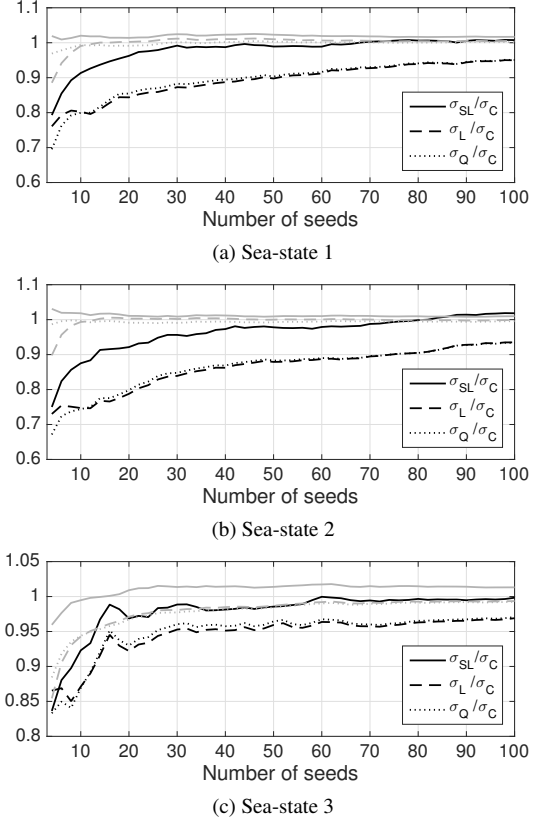 1.1
1
0.9
0.8
0.7
0.6
σSL/σC
σL/σC
σQ/σC
10 20 30 40 50 60 70 80 90 100
Number of seeds
(a) Sea-state 1
1.1
1
0.9
0.8
0.7
0.6
σSL/σC
σL/σC
σQ/σC
10 20 30 40 50 60 70 80 90 100
Number of seeds
(b) Sea-state 2
1.05
1
0.95
0.9
0.85
0.8
σSL/σC
σL/σC
σQ/σC
10 20 30 40 50 60 70 80 90 100
Number of seeds
(c) Sea-state 3